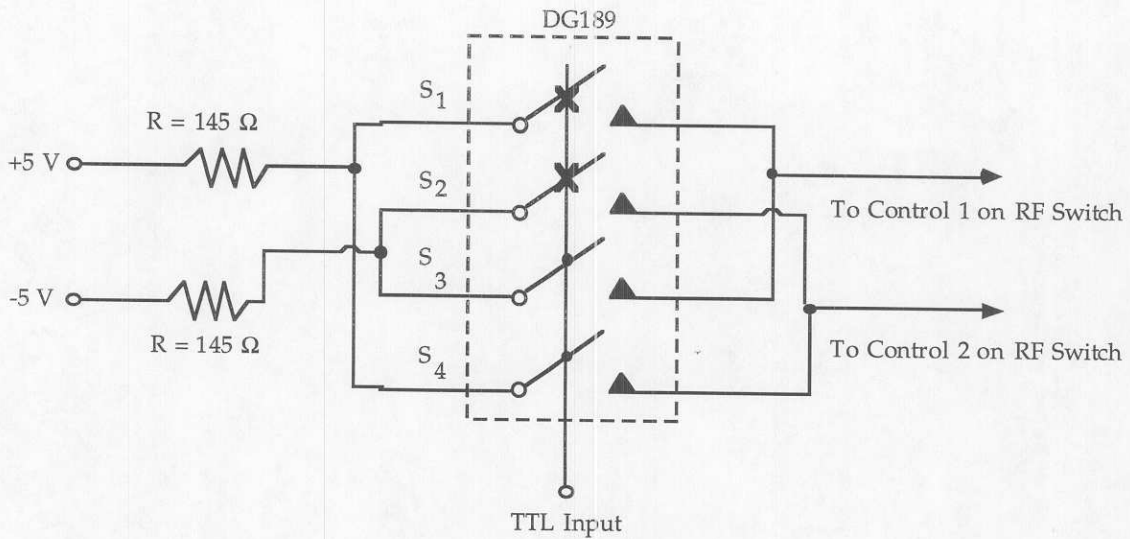 DG189
S1
R = 145 Ω
+5 V
S2
To Control 1 on RF Switch
S3
-5 V
R = 145 Ω
To Control 2 on RF Switch
S4
TTL Input